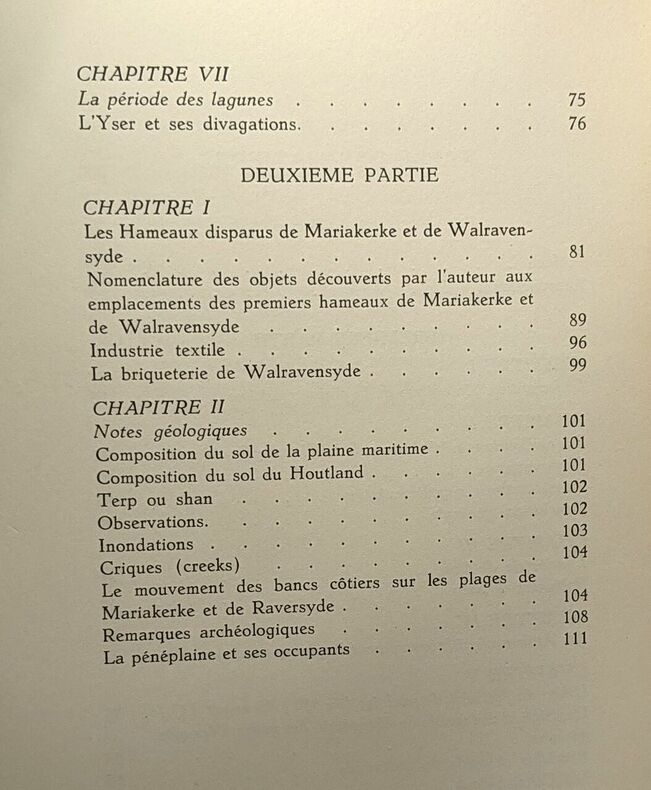 CHAPITRE VII
La période des lagunes . . . . . . . 75
L'Yser et ses divagations. . . . . . . 76
DEUXIEME PARTIE
CHAPITRE I
Les Hameaux disparus de Mariakerke et de Walraven-
syde . . . . . . . . . . . . . 81
Nomenclature des objets découverts par l'auteur aux
emplacements des premiers hameaux de Mariakerke et
de Walravensyde . . . . . . . . 89
Industrie textile . . . . . . . . . 96
La briqueterie de Walravensyde . . . . . 99
CHAPITRE II
Notes géologiques . . . . . . . . 101
Composition du sol de la plaine maritime . . . . 101
Composition du sol du Houtland . . . . . 101
Terp ou shan . . . . . . . . 102
Observations. . . . . . . . . 102
Inondations . . . . . . . . . 103
Criques (creeks) . . . . . . . 104
Le mouvement des bancs côtiers sur les plages de
Mariakerke et de Raversyde . . . . . . 104
Remarques archéologiques . . . . . . 108
La pénéplaine et ses occupants . . . . . 111